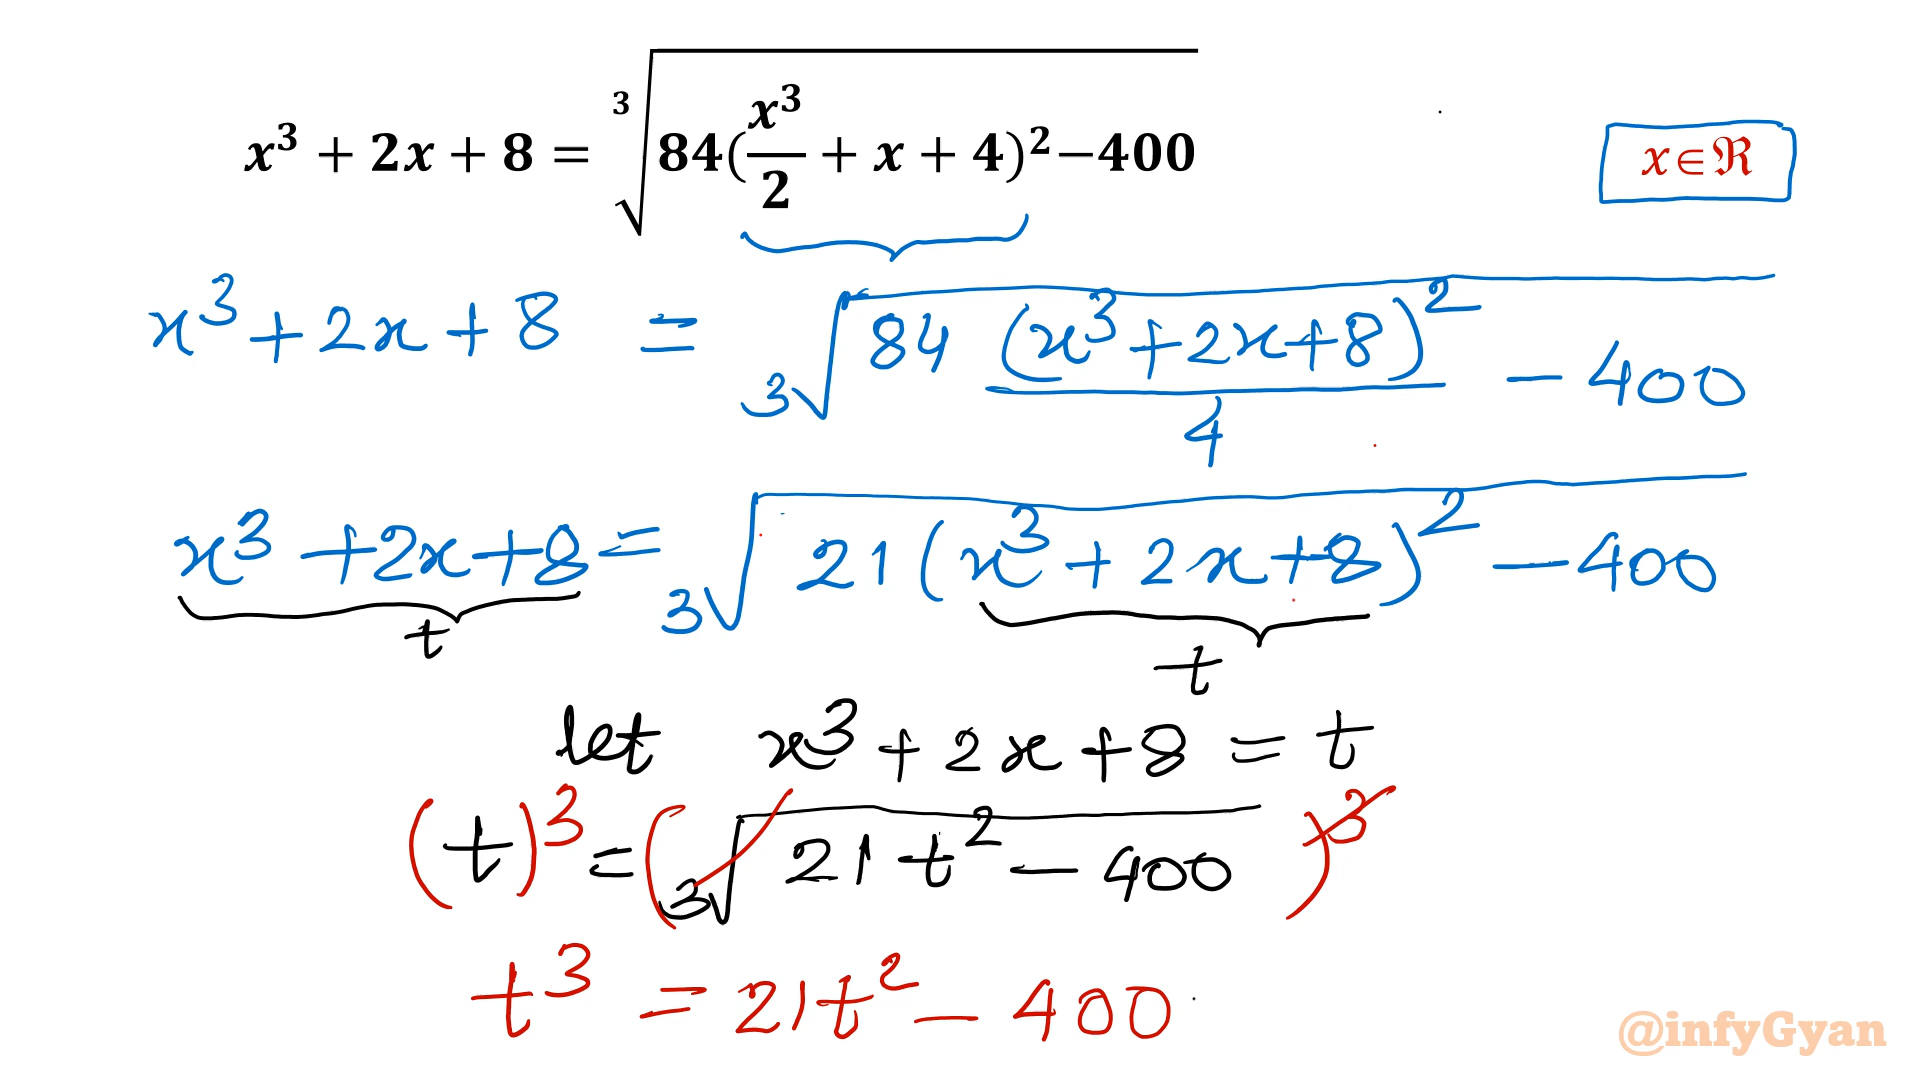 x³ + 2x + 8 = ∛(84(x³/2 + x + 4)² − 400)
x ∈ ℜ
x³ + 2x + 8 = ∛(84 (x³ + 2x + 8)²/4 − 400)
x³ + 2x + 8 = ∛(21 (x³ + 2x + 8)² − 400)
t t
let x³ + 2x + 8 = t
(t)³ = (∛(21t² − 400))³
t³ = 21t² − 400
@infyGyan